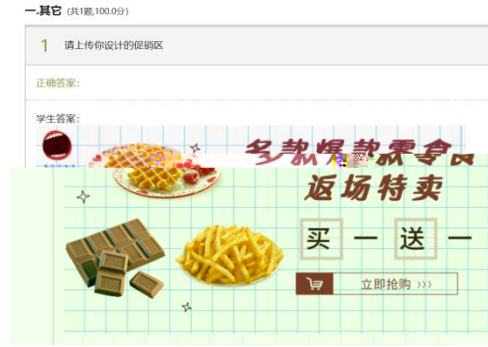 一.其它 (共1题,100.0分)
1 请上传你设计的促销区
正确答案:
学生答案:
多款爆款零食
返场特卖
买一送一
立即抢购 >>>